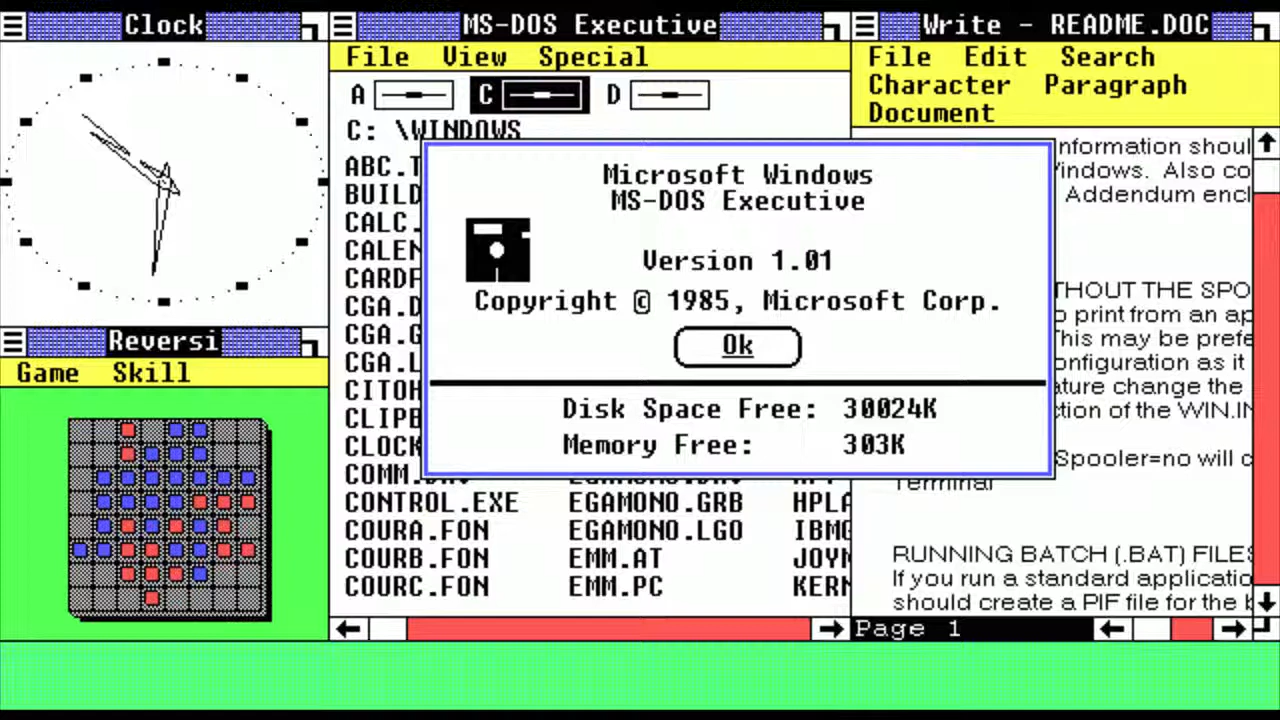 Clock
MS-DOS Executive
Write - README.DOC
File View Special
File Edit Search
Character Paragraph
Document
A C D
C: \WINDOWS
ABC.T
BUILD
CALC.
CALEN
CARDF
CGA.D
CGA.G
CGA.L
CITOH
CLIPB
CLOCK
CONTROL.EXE EGAMONO.GRB HPLA
COURA.FON EGAMONO.LGO IBMG
COURB.FON EMM.AT JOYM
COURC.FON EMM.PC KERN
Microsoft Windows
MS-DOS Executive
Version 1.01
Copyright © 1985, Microsoft Corp.
Ok
Disk Space Free: 30024K
Memory Free: 303K
Reversi
Game Skill
nformation shoul
indows. Also co
Addendum encl
THOUT THE SPO
o print from an ap
This may be prefe
onfiguration as it
ature change the
ction of the WIN.IN
Spooler=no will c
Terminal
RUNNING BATCH (.BAT) FILES
If you run a standard applicatio
should create a PIF file for the b
Page 1